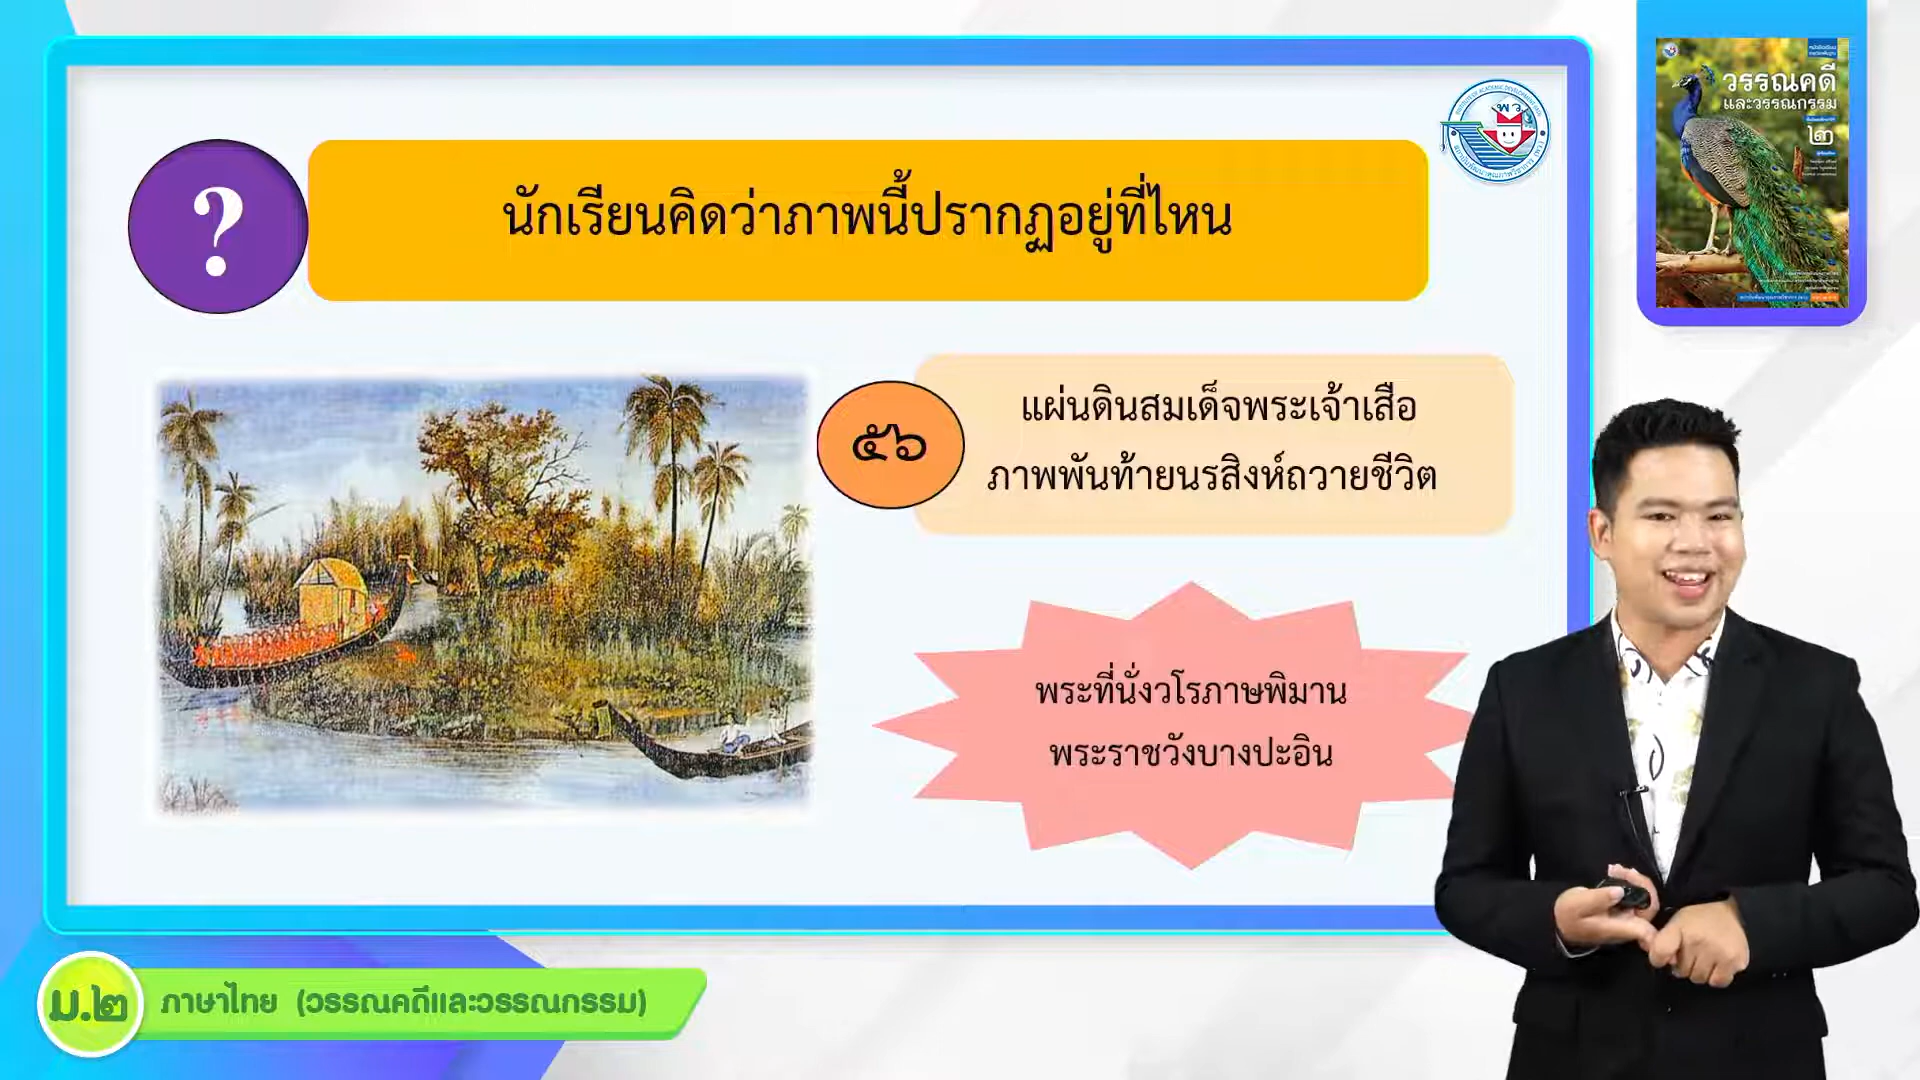 วรรณคดี
และวรรณกรรม
๒
พว
?
นักเรียนคิดว่าภาพนี้ปรากฏอยู่ที่ไหน
๕๖
แผ่นดินสมเด็จพระเจ้าเสือ
ภาพพันท้ายนรสิงห์ถวายชีวิต
พระที่นั่งวโรภาษพิมาน
พระราชวังบางปะอิน
ม.๒
ภาษาไทย (วรรณคดีและวรรณกรรม)